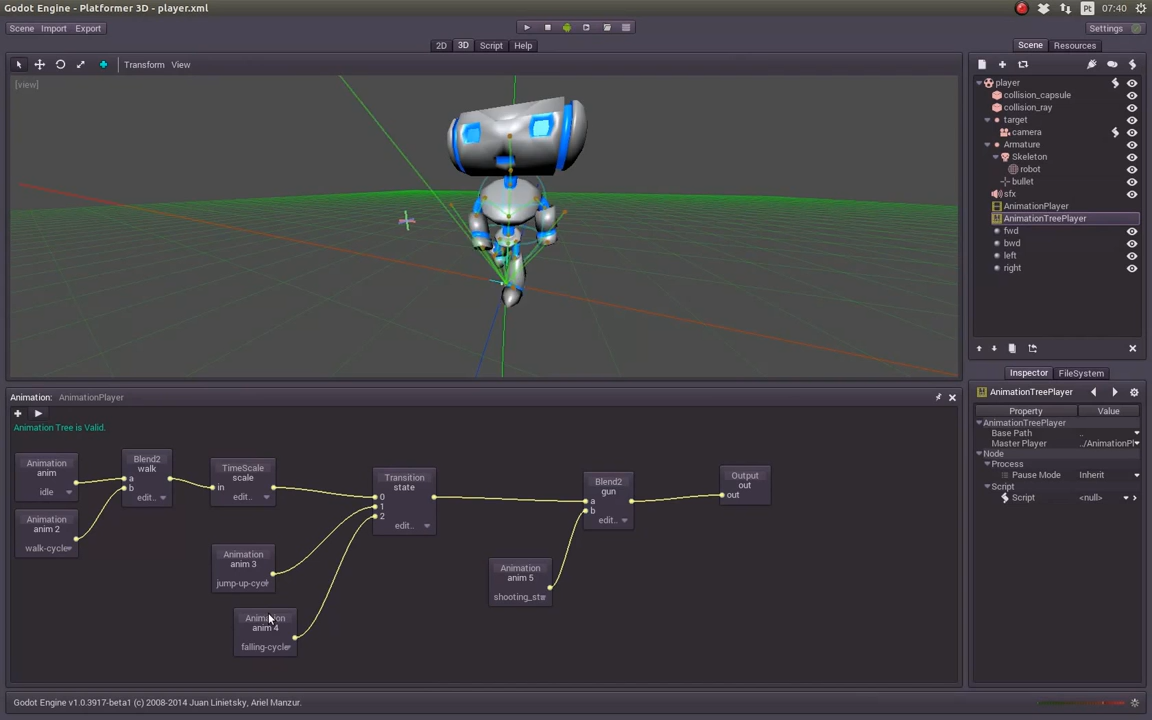 Godot Engine - Platformer 3D - player.xml
Pt
07:40
Scene Import Export
Settings
2D 3D Script Help
Scene Resources
Transform View
[view]
player
collision_capsule
collision_ray
target
camera
Armature
Skeleton
robot
bullet
sfx
AnimationPlayer
AnimationTreePlayer
fwd
bwd
left
right
Inspector FileSystem
AnimationTreePlayer
Property Value
AnimationTreePlayer
Base Path ..
Master Player ../AnimationPl
Node
Process
Pause Mode Inherit
Script
Script <null>
Animation: AnimationPlayer
Animation Tree is Valid.
Animation
anim
idle
Animation
anim 2
walk-cycle
Blend2
walk
a
b
edit..
TimeScale
scale
in
edit..
Animation
anim 3
jump-up-cycl
Animation
anim 4
falling-cycle
Transition
state
0
1
2
edit..
Animation
anim 5
shooting_st
Blend2
gun
a
b
edit..
Output
out
out
Godot Engine v1.0.3917-beta1 (c) 2008-2014 Juan Linietsky, Ariel Manzur.